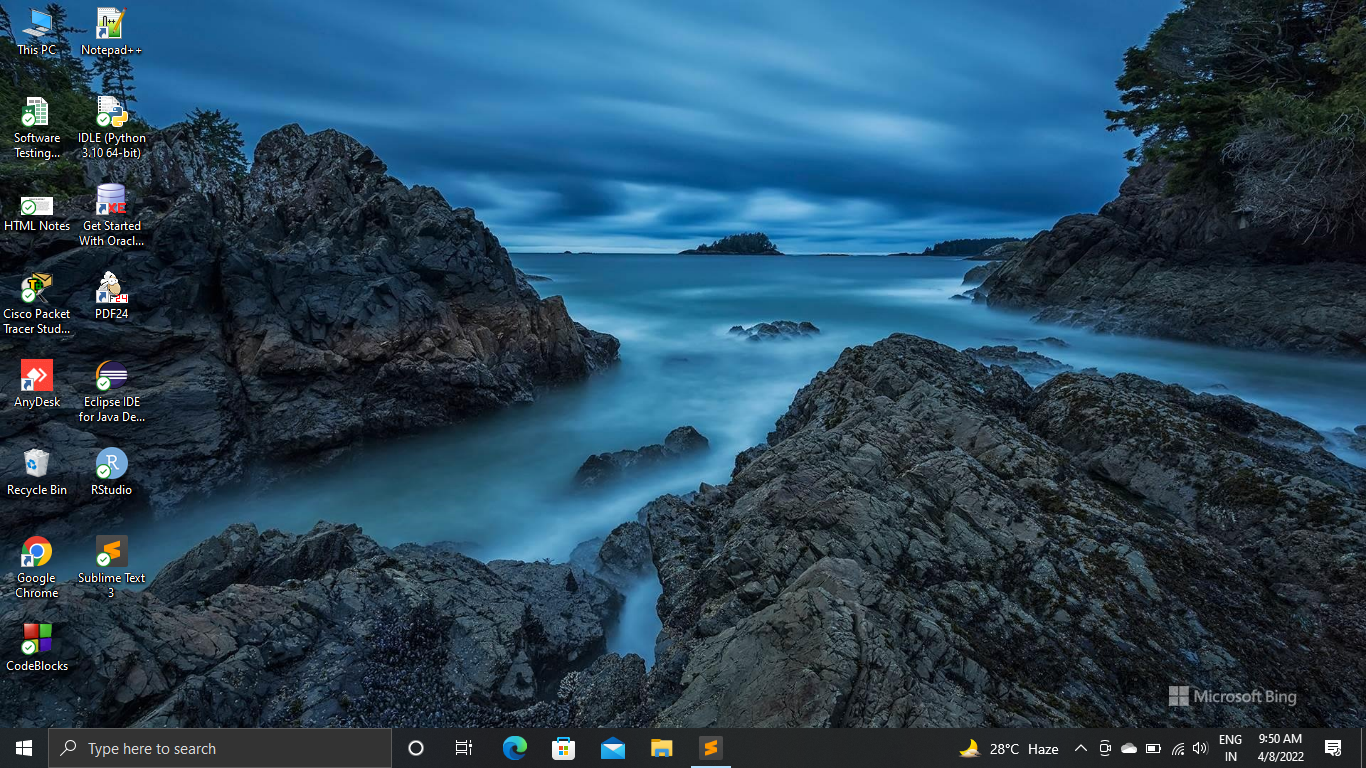 This PC
Notepad++
Software
Testing...
IDLE (Python
3.10 64-bit)
HTML Notes
Get Started
With Oracl...
Cisco Packet
Tracer Stud...
PDF24
AnyDesk
Eclipse IDE
for Java De...
Recycle Bin
RStudio
Google
Chrome
Sublime Text
3
CodeBlocks
Microsoft Bing
Type here to search
28°C Haze
ENG
IN
9:50 AM
4/8/2022